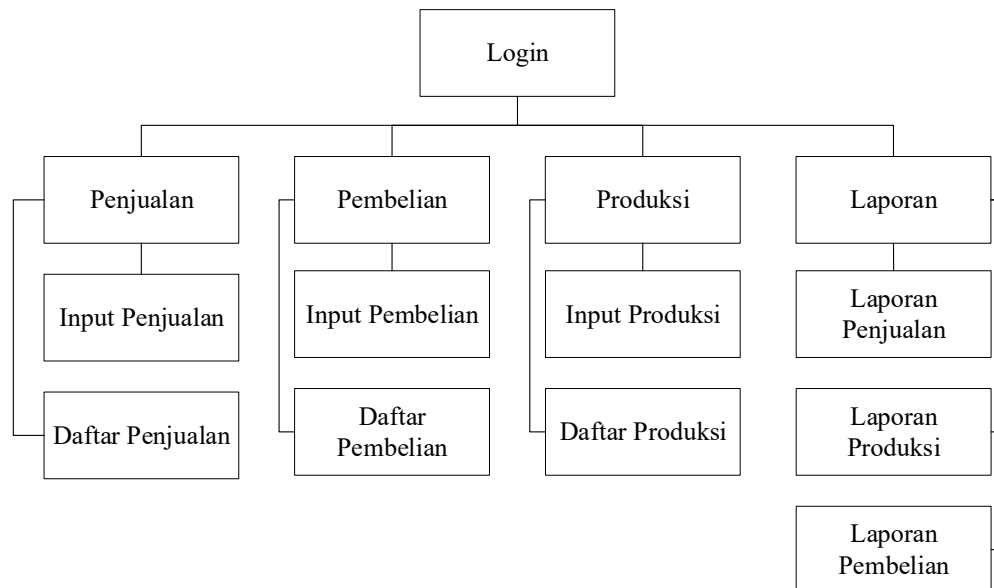 Login
Penjualan
Pembelian
Produksi
Laporan
Input Penjualan
Input Pembelian
Input Produksi
Laporan
Penjualan
Daftar Penjualan
Daftar
Pembelian
Daftar Produksi
Laporan
Produksi
Laporan
Pembelian